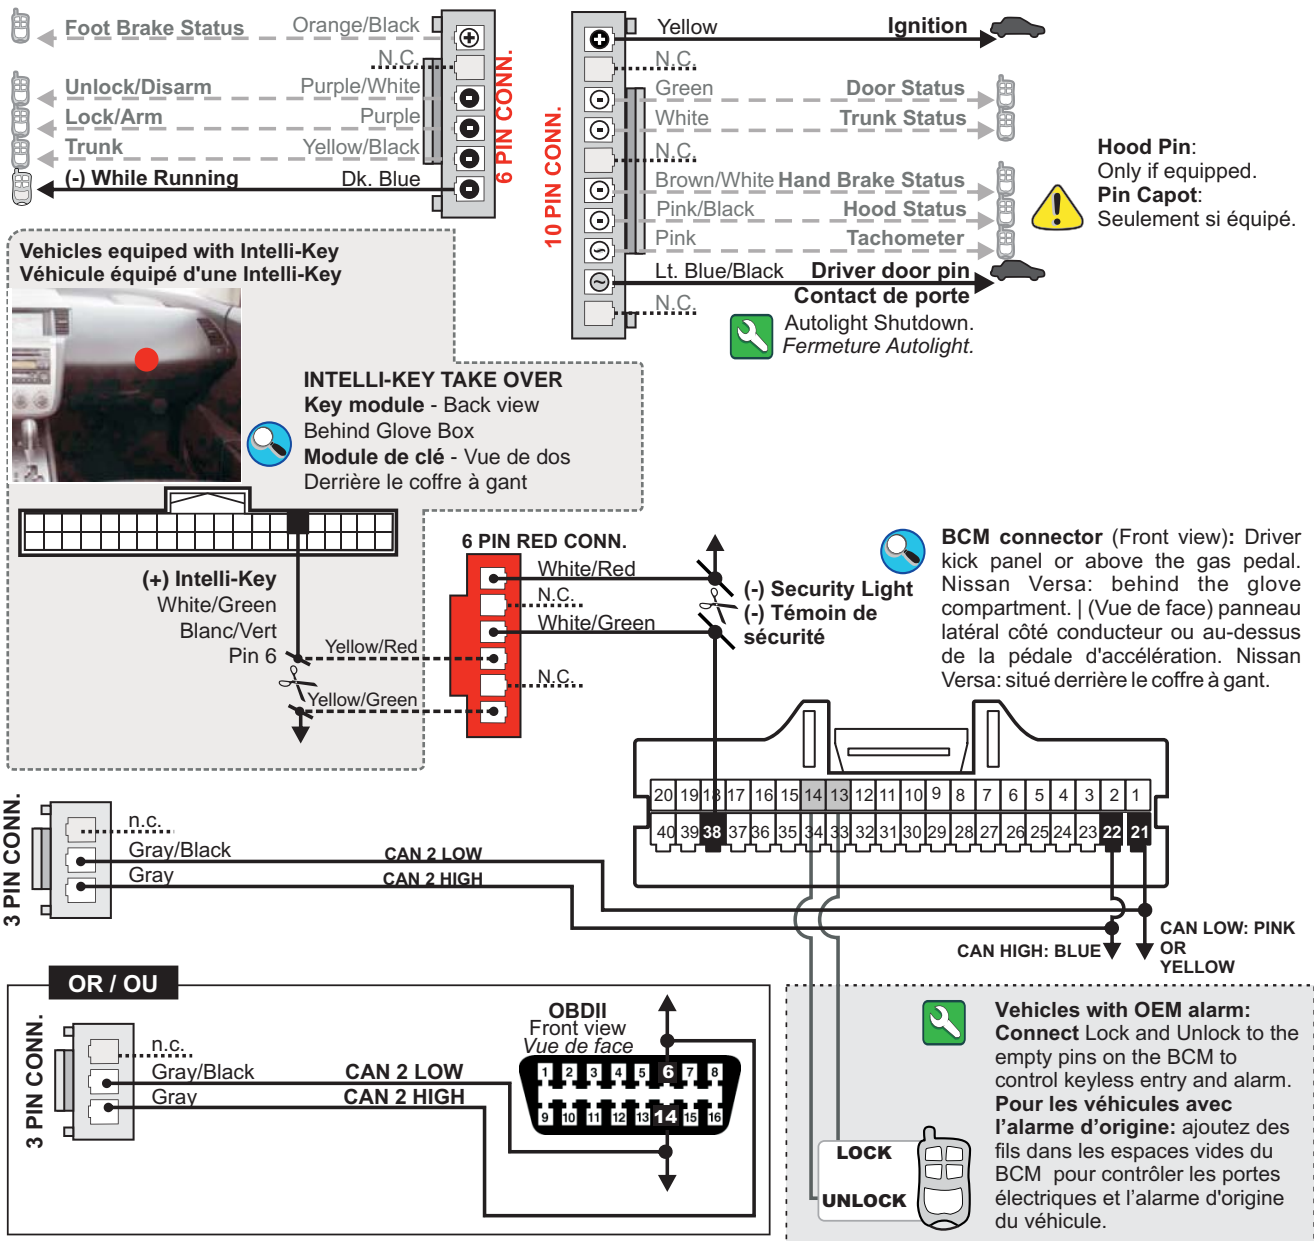 Foot Brake Status Orange/Black
N.C.
Unlock/Disarm Purple/White
Lock/Arm Purple
Trunk Yellow/Black
(-) While Running Dk. Blue
6 PIN CONN.
10 PIN CONN.
Yellow Ignition
N.C.
Green Door Status
White Trunk Status
N.C.
Brown/White Hand Brake Status
Pink/Black Hood Status
Pink Tachometer
Lt. Blue/Black Driver door pin
Contact de porte
N.C.
Autolight Shutdown.
Fermeture Autolight.
Hood Pin:
Only if equipped.
Pin Capot:
Seulement si équipé.
Vehicles equiped with Intelli-Key
Véhicule équipé d'une Intelli-Key
INTELLI-KEY TAKE OVER
Key module - Back view
Behind Glove Box
Module de clé - Vue de dos
Derrière le coffre à gant
(+) Intelli-Key
White/Green
Blanc/Vert
Pin 6
Yellow/Red
Yellow/Green
6 PIN RED CONN.
White/Red
N.C.
White/Green
N.C.
(-) Security Light
(-) Témoin de
sécurité
BCM connector (Front view): Driver
kick panel or above the gas pedal.
Nissan Versa: behind the glove
compartment. | (Vue de face) panneau
latéral côté conducteur ou au-dessus
de la pédale d'accélération. Nissan
Versa: situé derrière le coffre à gant.
20 19 18 17 16 15 14 13 12 11 10 9 8 7 6 5 4 3 2 1
40 39 38 37 36 35 34 33 32 31 30 29 28 27 26 25 24 23 22 21
3 PIN CONN.
n.c.
Gray/Black CAN 2 LOW
Gray CAN 2 HIGH
CAN HIGH: BLUE
CAN LOW: PINK
OR
YELLOW
OR / OU
3 PIN CONN.
n.c.
Gray/Black CAN 2 LOW
Gray CAN 2 HIGH
OBDII
Front view
Vue de face
1 2 3 4 5 6 7 8
9 10 11 12 13 14 15 16
LOCK
UNLOCK
Vehicles with OEM alarm:
Connect Lock and Unlock to the
empty pins on the BCM to
control keyless entry and alarm.
Pour les véhicules avec
l'alarme d'origine: ajoutez des
fils dans les espaces vides du
BCM pour contrôler les portes
électriques et l'alarme d'origine
du véhicule.